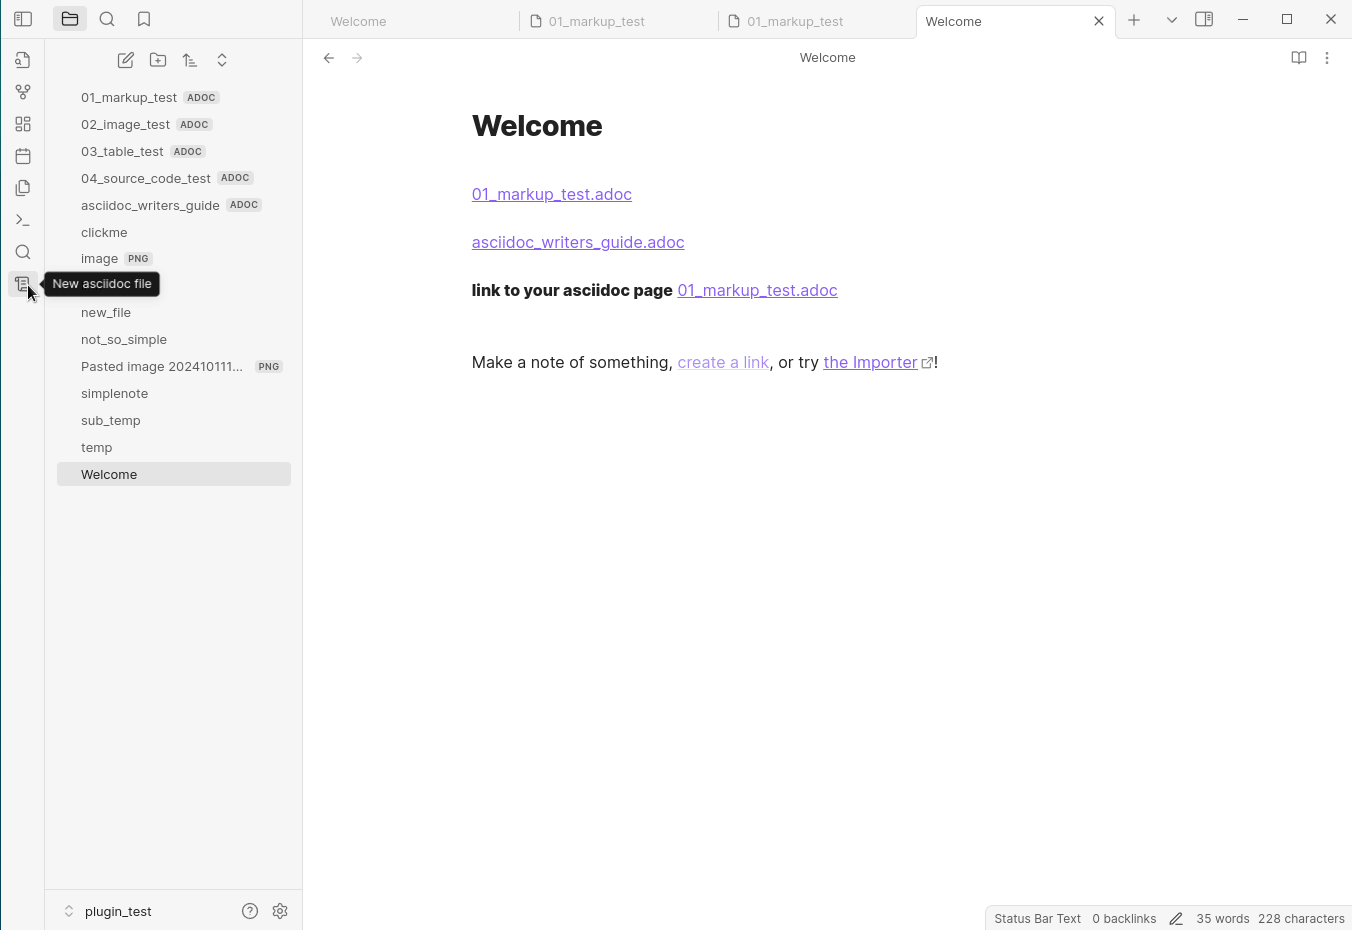 Welcome
01_markup_test
01_markup_test
Welcome
Welcome
01_markup_test ADOC
02_image_test ADOC
03_table_test ADOC
04_source_code_test ADOC
asciidoc_writers_guide ADOC
clickme
image PNG
New asciidoc file
new_file
not_so_simple
Pasted image 202410111... PNG
simplenote
sub_temp
temp
Welcome
Welcome
01_markup_test.adoc
asciidoc_writers_guide.adoc
link to your asciidoc page 01_markup_test.adoc
Make a note of something, create a link, or try the Importer!
plugin_test
Status Bar Text 0 backlinks 35 words 228 characters